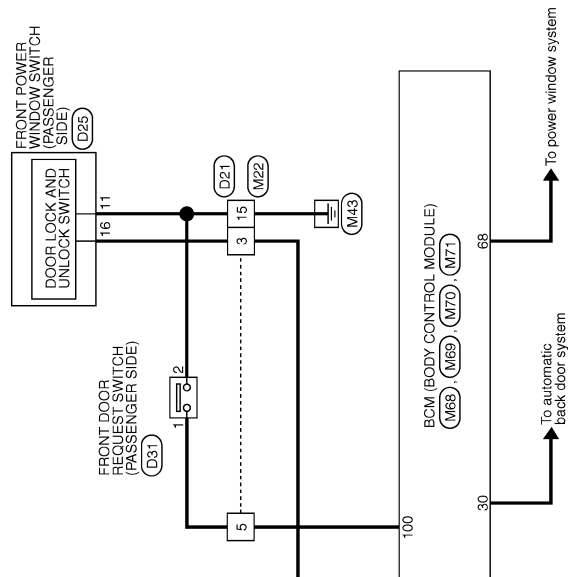 FRONT POWER
WINDOW SWITCH
(PASSENGER
SIDE)
D25
DOOR LOCK AND
UNLOCK SWITCH
11
16
D21
M22
15
3
M43
FRONT DOOR
REQUEST SWITCH
(PASSENGER SIDE)
D31
2
1
5
100
BCM (BODY CONTROL MODULE)
M68 , M69 , M70 , M71
68
To power window system
30
To automatic
back door system